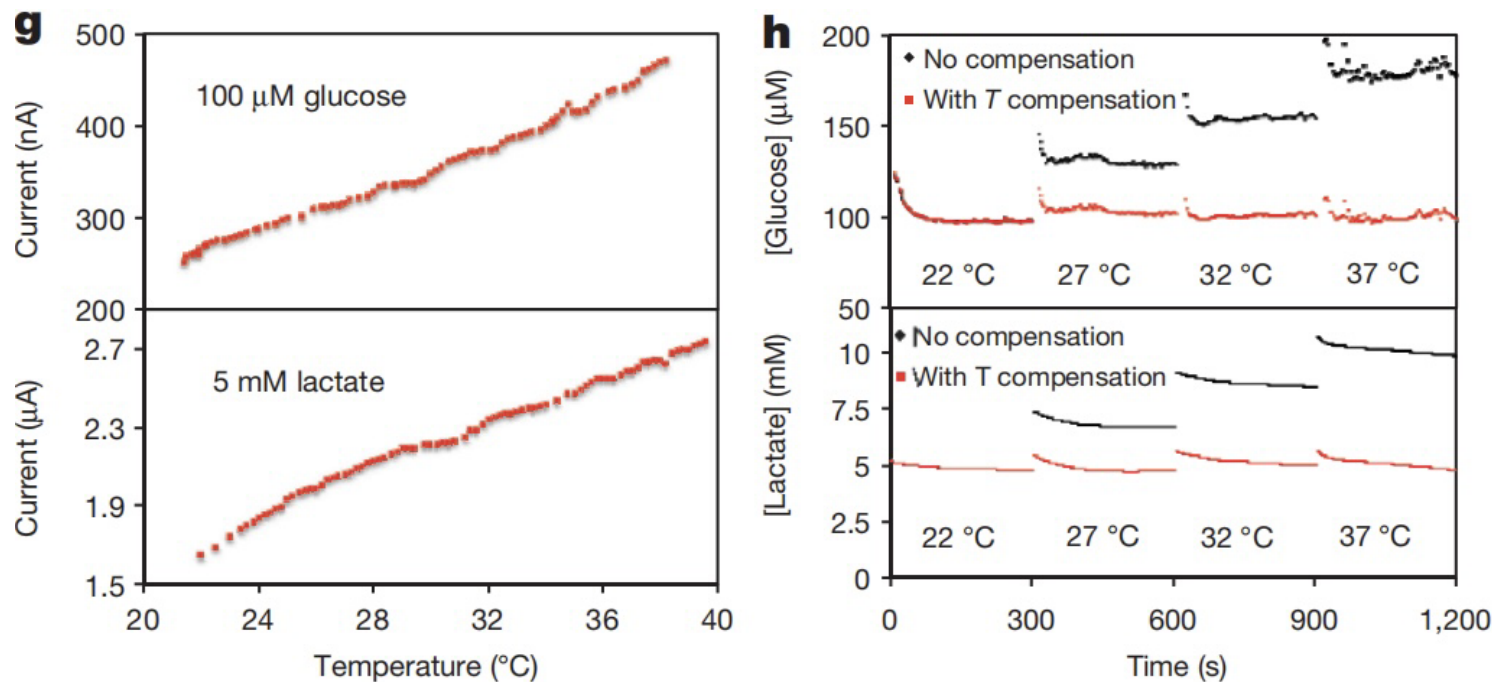 g
500
400
300
200
Current (nA)
100 μM glucose
2.7
2.3
1.9
1.5
Current (μA)
5 mM lactate
20 24 28 32 36 40
Temperature (°C)
h
200
150
100
50
[Glucose] (μM)
No compensation
With T compensation
22 °C 27 °C 32 °C 37 °C
10
7.5
5
2.5
0
[Lactate] (mM)
No compensation
With T compensation
22 °C 27 °C 32 °C 37 °C
0 300 600 900 1,200
Time (s)